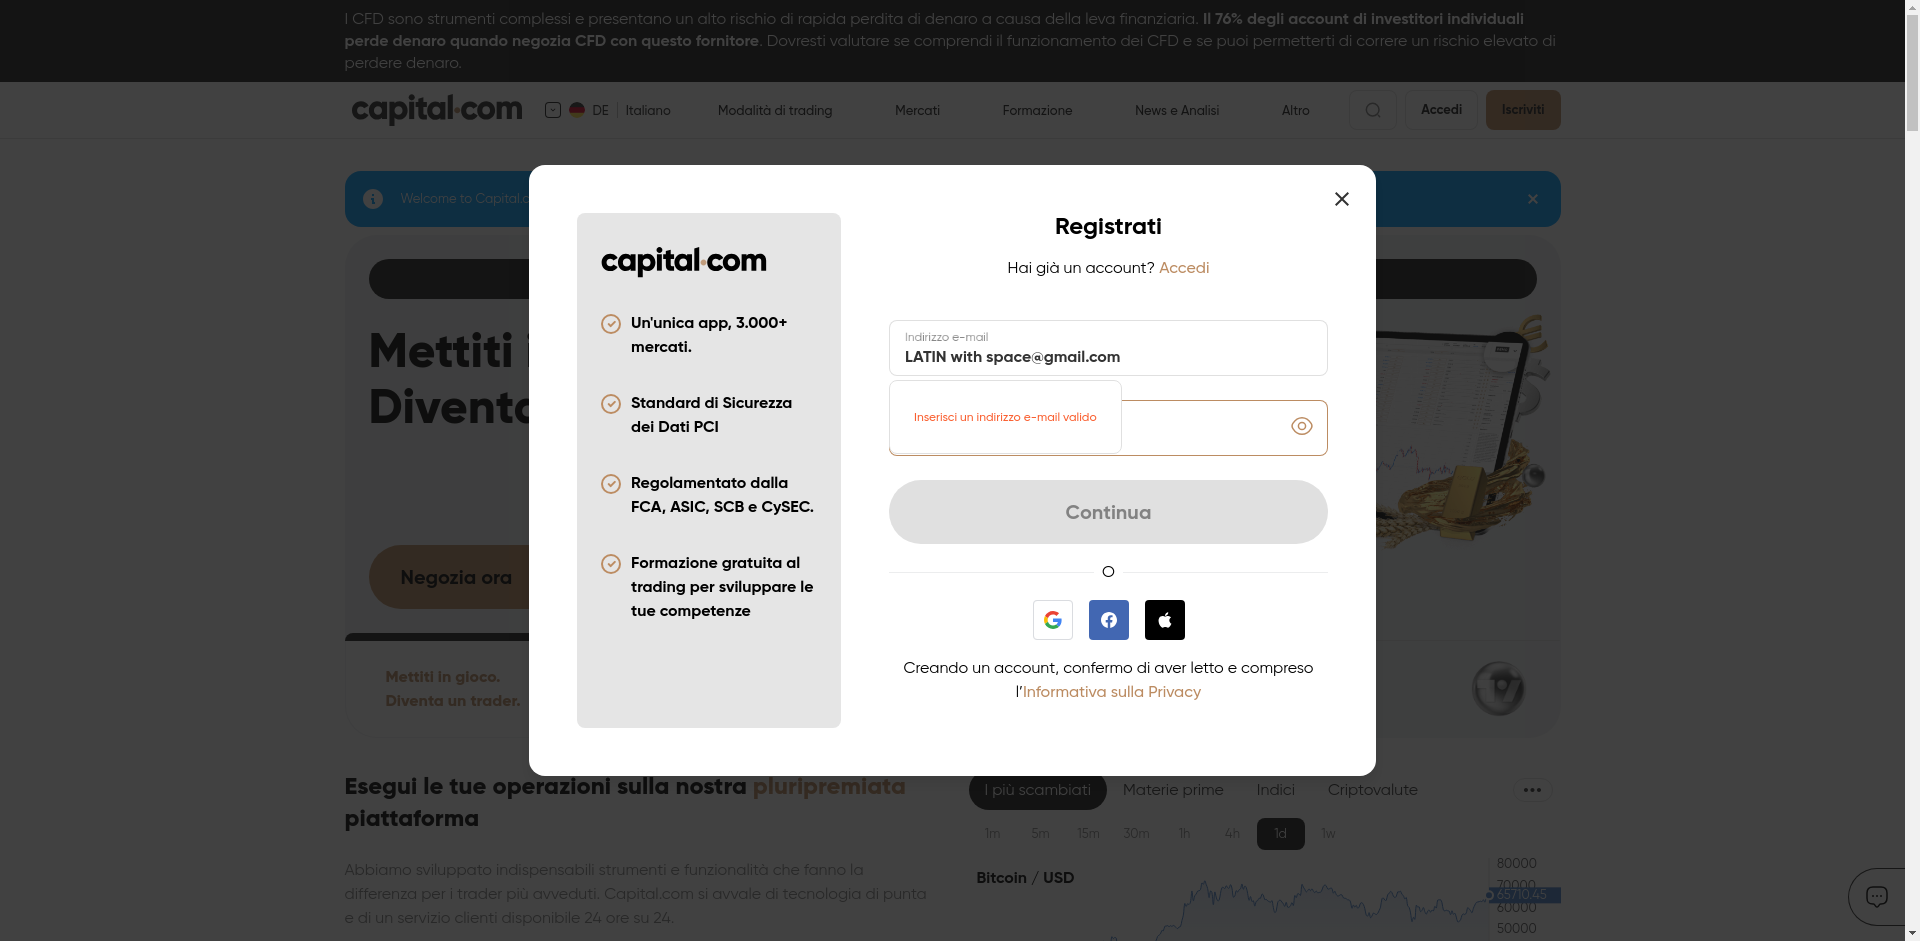 I CFD sono strumenti complessi e presentano un alto rischio di rapida perdita di denaro a causa della leva finanziaria. Il 76% degli account di investitori individuali
perde denaro quando negozia CFD con questo fornitore. Dovresti valutare se comprendi il funzionamento dei CFD e se puoi permetterti di correre un rischio elevato di
perdere denaro.
capital.com
DE
Italiano
Modalità di trading
Mercati
Formazione
News e Analisi
Altro
Accedi
Iscriviti
Welcome to Capital.c
Mettiti
Divent
Negozia ora
Mettiti in gioco.
Diventa un trader.
capital.com
Un'unica app, 3.000+
mercati.
Standard di Sicurezza
dei Dati PCI
Regolamentato dalla
FCA, ASIC, SCB e CySEC.
Formazione gratuita al
trading per sviluppare le
tue competenze
Registrati
Hai già un account? Accedi
Indirizzo e-mail
LATIN with space@gmail.com
Inserisci un indirizzo e-mail valido
Continua
O
Creando un account, confermo di aver letto e compreso
l'Informativa sulla Privacy
Esegui le tue operazioni sulla nostra pluripremiata
piattaforma
Abbiamo sviluppato indispensabili strumenti e funzionalità che fanno la
differenza per i trader più avveduti. Capital.com si avvale di tecnologia di punta
e di un servizio clienti disponibile 24 ore su 24.
I più scambiati
Materie prime
Indici
Criptovalute
1m
5m
15m
30m
1h
4h
1d
1w
Bitcoin / USD
80000
70000
65710.45
60000
50000